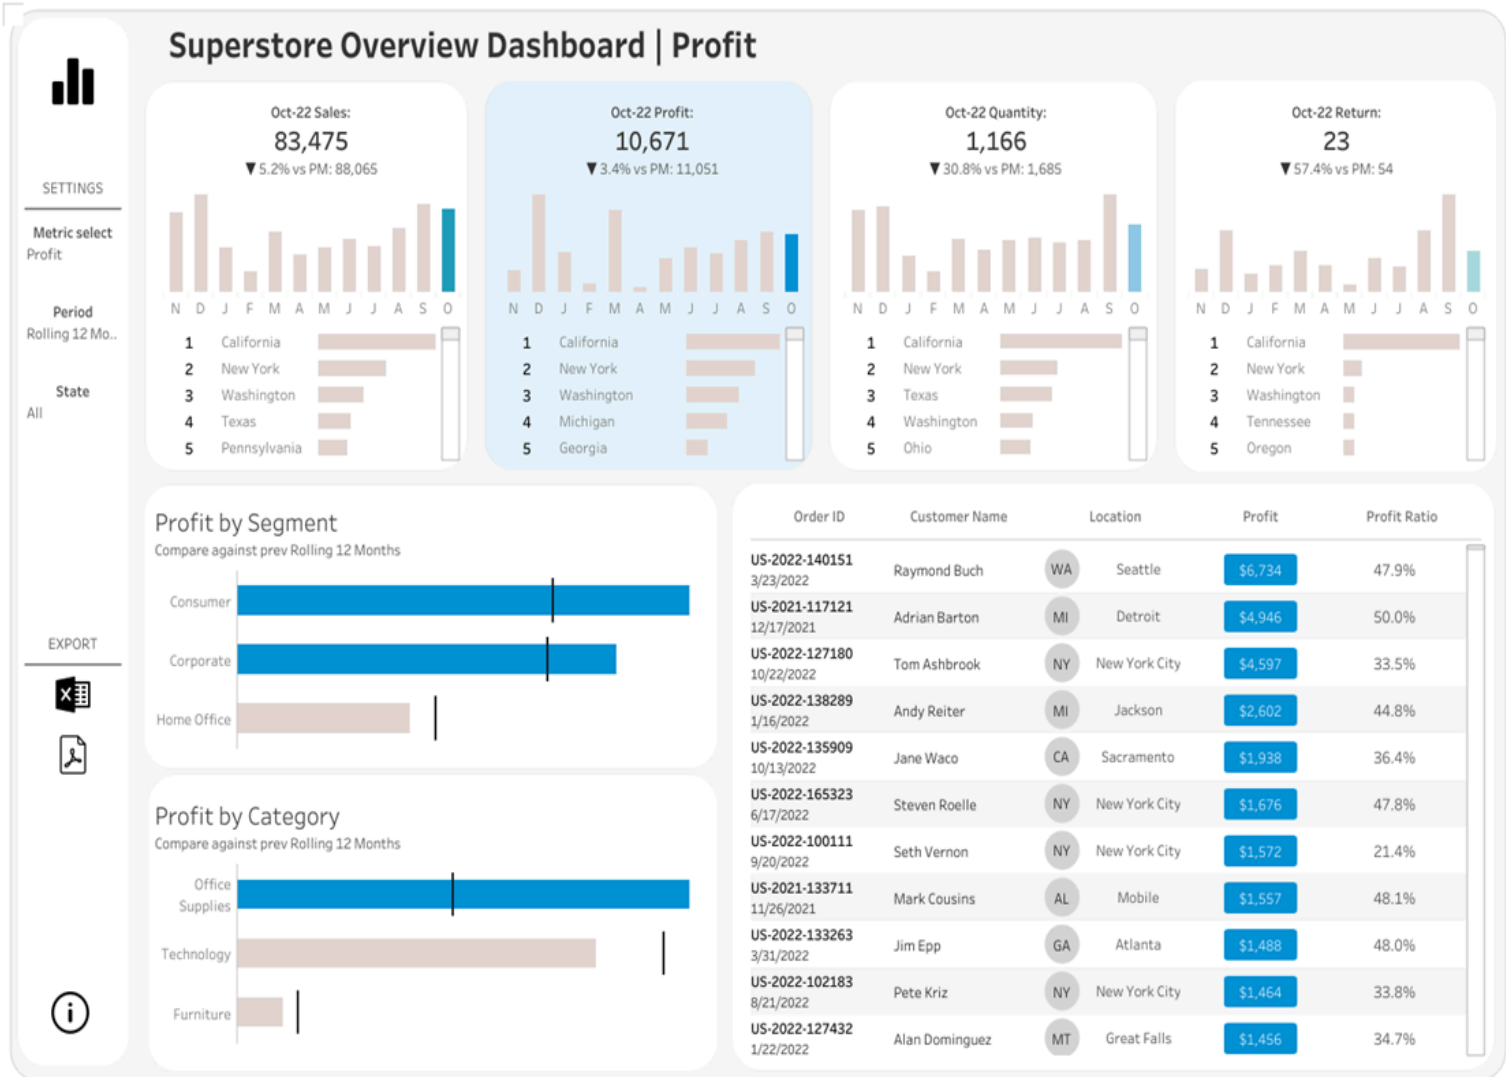 Superstore Overview Dashboard | Profit
SETTINGS
Metric select
Profit
Period
Rolling 12 Mo..
State
All
EXPORT
Oct-22 Sales:
83,475
▼ 5.2% vs PM: 88,065
N D J F M A M J J A S O
1 California
2 New York
3 Washington
4 Texas
5 Pennsylvania
Oct-22 Profit:
10,671
▼ 3.4% vs PM: 11,051
N D J F M A M J J A S O
1 California
2 New York
3 Washington
4 Michigan
5 Georgia
Oct-22 Quantity:
1,166
▼ 30.8% vs PM: 1,685
N D J F M A M J J A S O
1 California
2 New York
3 Texas
4 Washington
5 Ohio
Oct-22 Return:
23
▼ 57.4% vs PM: 54
N D J F M A M J J A S O
1 California
2 New York
3 Washington
4 Tennessee
5 Oregon
Profit by Segment
Compare against prev Rolling 12 Months
Consumer
Corporate
Home Office
Profit by Category
Compare against prev Rolling 12 Months
Office
Supplies
Technology
Furniture
Order ID Customer Name Location Profit Profit Ratio
US-2022-140151
3/23/2022
Raymond Buch WA Seattle $6,734 47.9%
US-2021-117121
12/17/2021
Adrian Barton MI Detroit $4,946 50.0%
US-2022-127180
10/22/2022
Tom Ashbrook NY New York City $4,597 33.5%
US-2022-138289
1/16/2022
Andy Reiter MI Jackson $2,602 44.8%
US-2022-135909
10/13/2022
Jane Waco CA Sacramento $1,938 36.4%
US-2022-165323
6/17/2022
Steven Roelle NY New York City $1,676 47.8%
US-2022-100111
9/20/2022
Seth Vernon NY New York City $1,572 21.4%
US-2021-133711
11/26/2021
Mark Cousins AL Mobile $1,557 48.1%
US-2022-133263
3/31/2022
Jim Epp GA Atlanta $1,488 48.0%
US-2022-102183
8/21/2022
Pete Kriz NY New York City $1,464 33.8%
US-2022-127432
1/22/2022
Alan Dominguez MT Great Falls $1,456 34.7%